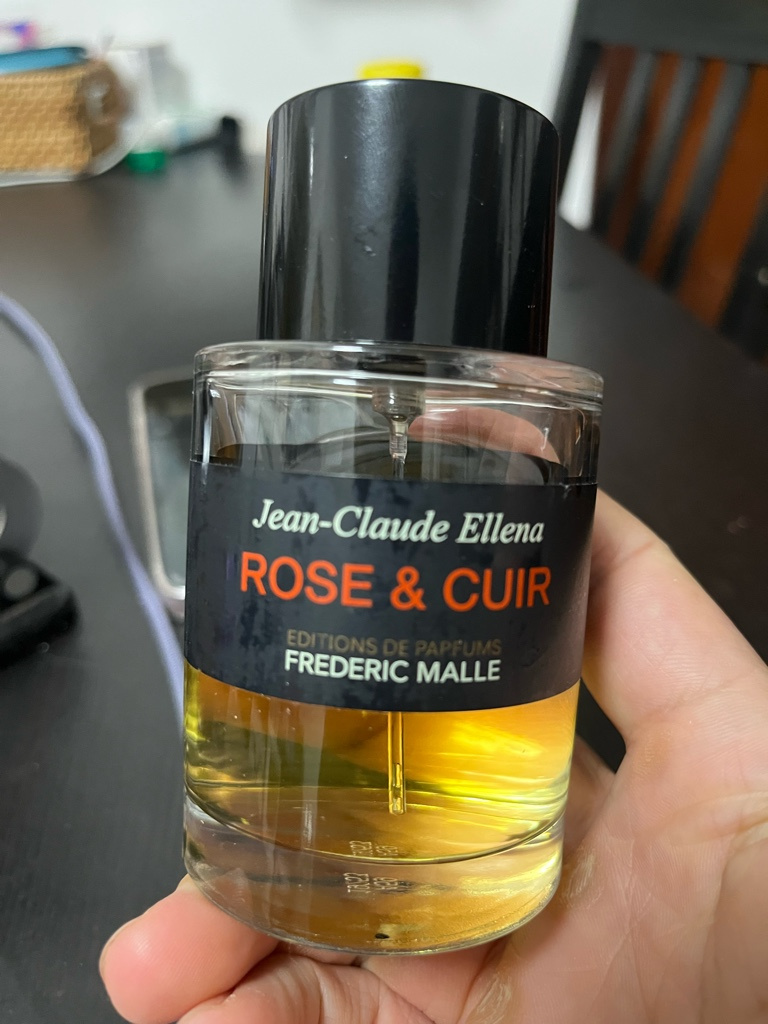 Jean-Claude Ellena
ROSE & CUIR
EDITIONS DE PARFUMS
FREDERIC MALLE